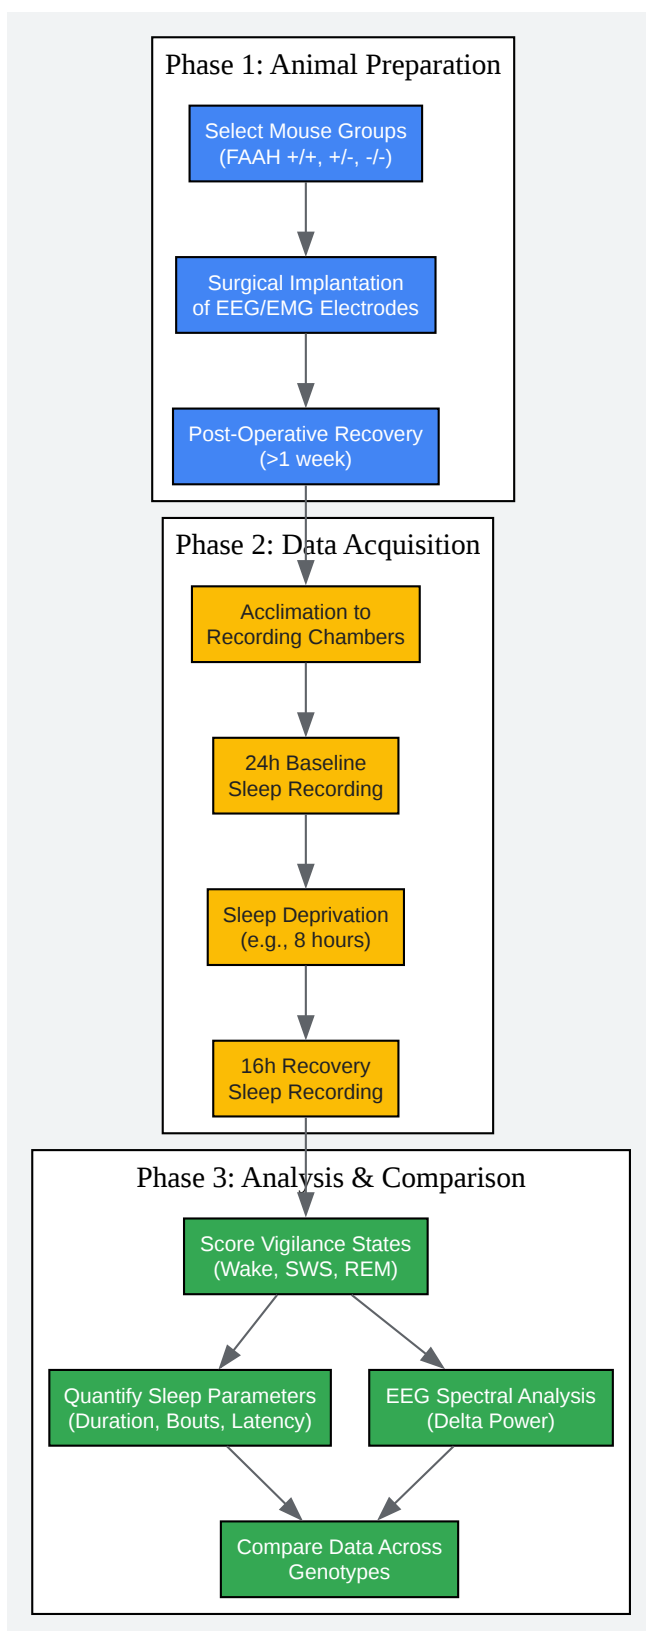 Phase 1: Animal Preparation
Select Mouse Groups
(FAAH +/+, +/-, -/-)
Surgical Implantation
of EEG/EMG Electrodes
Post-Operative Recovery
(>1 week)
Phase 2: Data Acquisition
Acclimation to
Recording Chambers
24h Baseline
Sleep Recording
Sleep Deprivation
(e.g., 8 hours)
16h Recovery
Sleep Recording
Phase 3: Analysis & Comparison
Score Vigilance States
(Wake, SWS, REM)
Quantify Sleep Parameters
(Duration, Bouts, Latency)
EEG Spectral Analysis
(Delta Power)
Compare Data Across
Genotypes